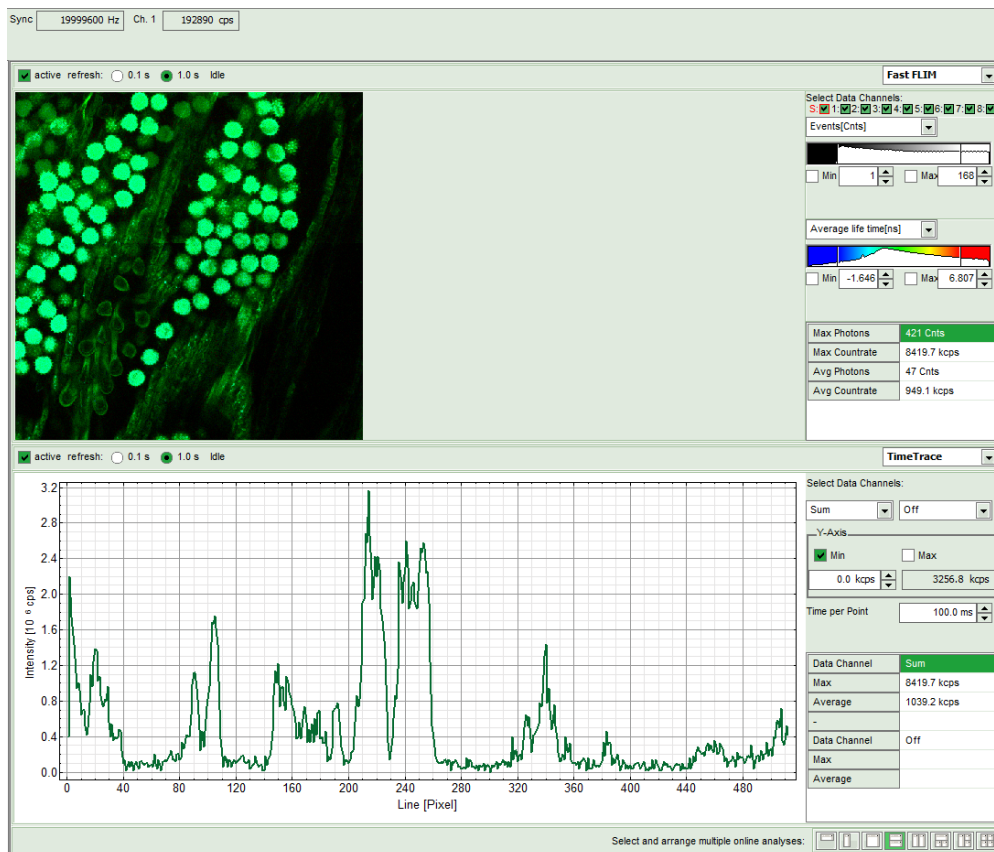 Sync 19999600 Hz Ch. 1 192890 cps
active refresh: 0.1 s 1.0 s Idle
Fast FLIM
Select Data Channels:
S: 1: 2: 3: 4: 5: 6: 7: 8:
Events[Cnts]
Min 1 Max 168
Average life time[ns]
Min -1.646 Max 6.807
Max Photons 421 Cnts
Max Countrate 8419.7 kcps
Avg Photons 47 Cnts
Avg Countrate 949.1 kcps
active refresh: 0.1 s 1.0 s Idle
TimeTrace
Intensity [10 6 cps]
3.2
2.8
2.4
2.0
1.6
1.2
0.8
0.4
0.0
0 40 80 120 160 200 240 280 320 360 400 440 480
Line [Pixel]
Select Data Channels:
Sum Off
Y-Axis
Min Max
0.0 kcps 3256.8 kcps
Time per Point 100.0 ms
Data Channel Sum
Max 8419.7 kcps
Average 1039.2 kcps
-
Data Channel Off
Max
Average
Select and arrange multiple online analyses: